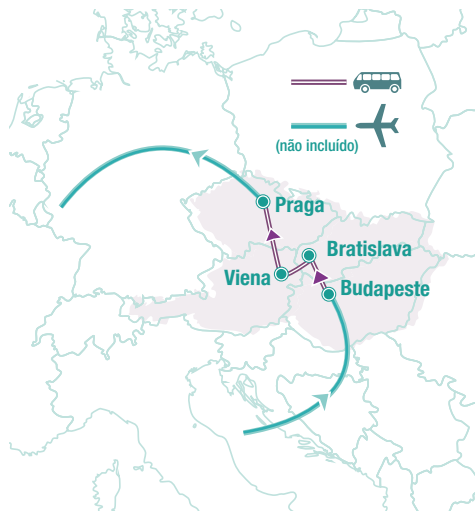 (não incluído)
Praga
Bratislava
Viena
Budapeste